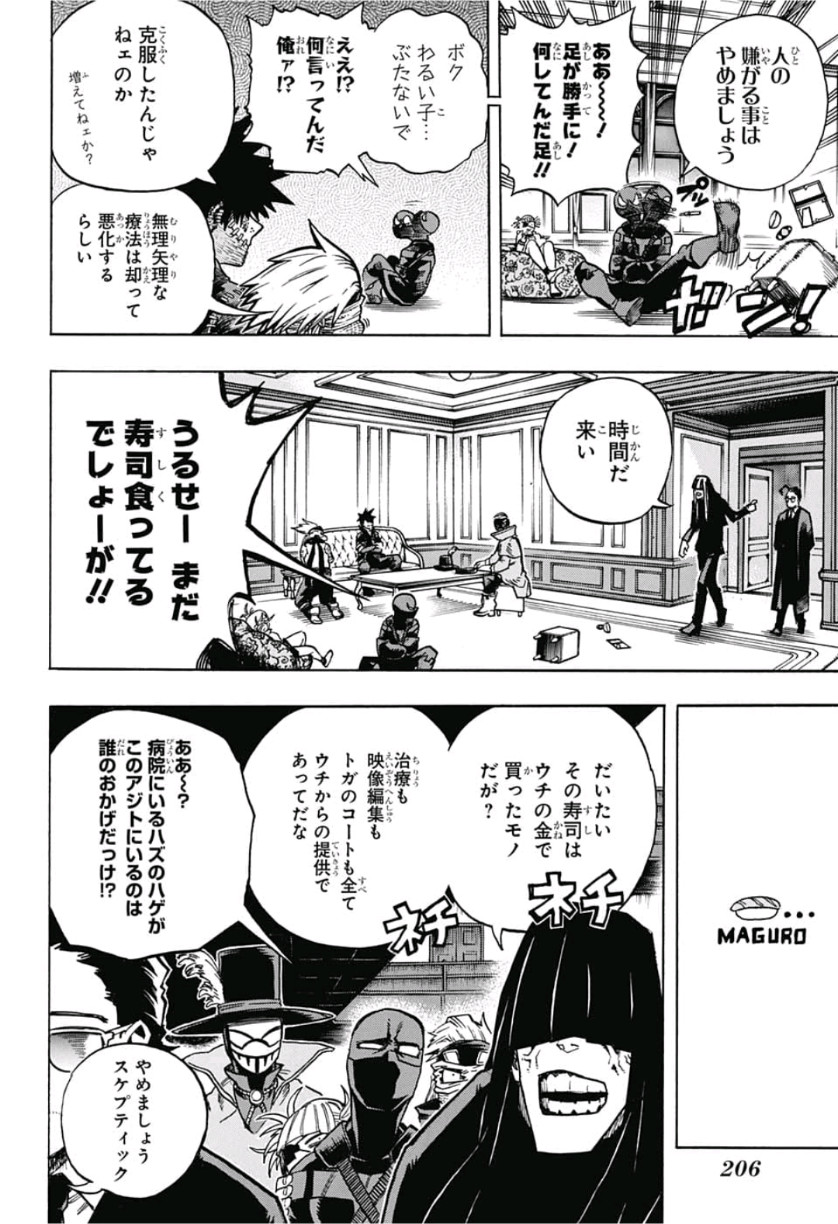 人の
嫌がる事は
やめましょう
ああ〜〜!
足が勝手に!
何してんだ足!!
パッ
ガン!
ボク
わるい子…
ぶたないで
ええ!?
何言ってんだ
俺ァ!?
克服したんじゃ
ねェのか
増えてねェか?
無理矢理な
療法は却って
悪化する
らしい
時間だ
来い
うるせー まだ
寿司食ってる
でしょーが!!
…
MAGURO
だいたい
その寿司は
ウチの金で
買ったモノ
だが?
ネチ
治療も
映像編集も
トガのコートも全て
ウチからの提供で
あってだな
ネチ
ああ〜?
病院にいるハズのハゲが
このアジトにいるのは
誰のおかげだっけ!?
やめましょう
スケプティック
206